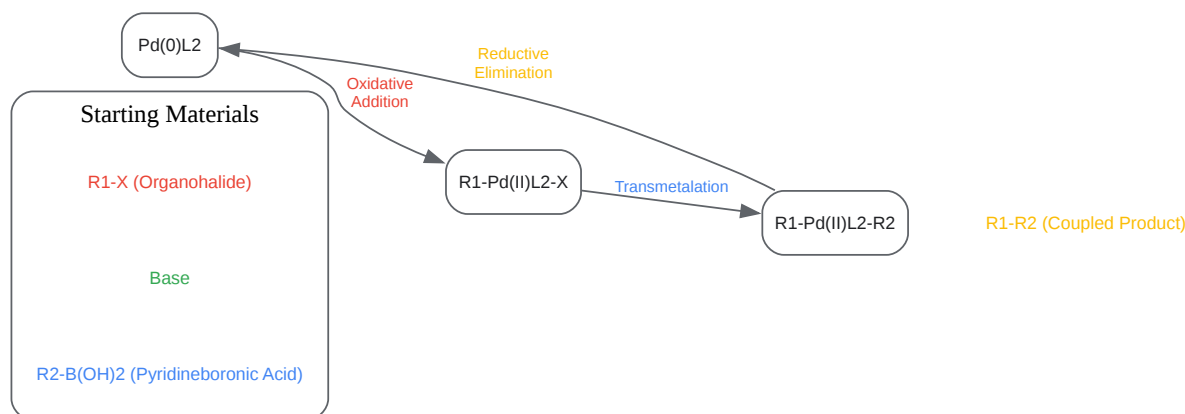 Pd(0)L2
Reductive
Elimination
Oxidative
Addition
Starting Materials
R1-X (Organohalide)
R1-Pd(II)L2-X
Transmetalation
R1-Pd(II)L2-R2
R1-R2 (Coupled Product)
Base
R2-B(OH)2 (Pyridineboronic Acid)